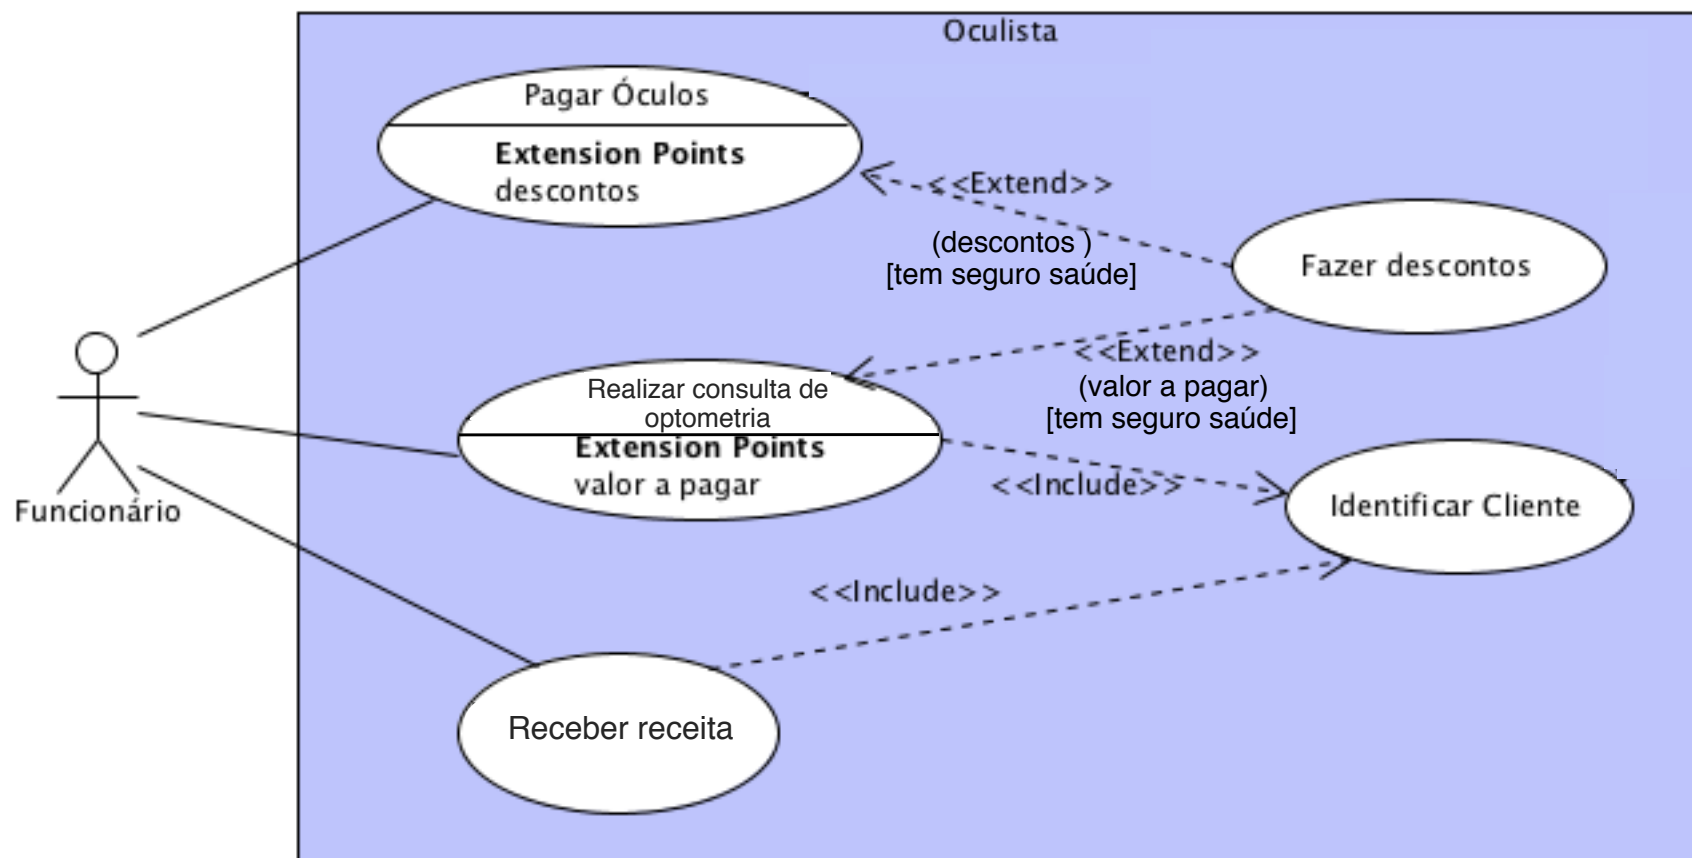 Oculista
Pagar Óculos
Extension Points
descontos
<<Extend>>
(descontos )
[tem seguro saúde]
Fazer descontos
<<Extend>>
(valor a pagar)
[tem seguro saúde]
Realizar consulta de
optometria
Extension Points
valor a pagar
<<Include>>
Identificar Cliente
Funcionário
<<Include>>
Receber receita